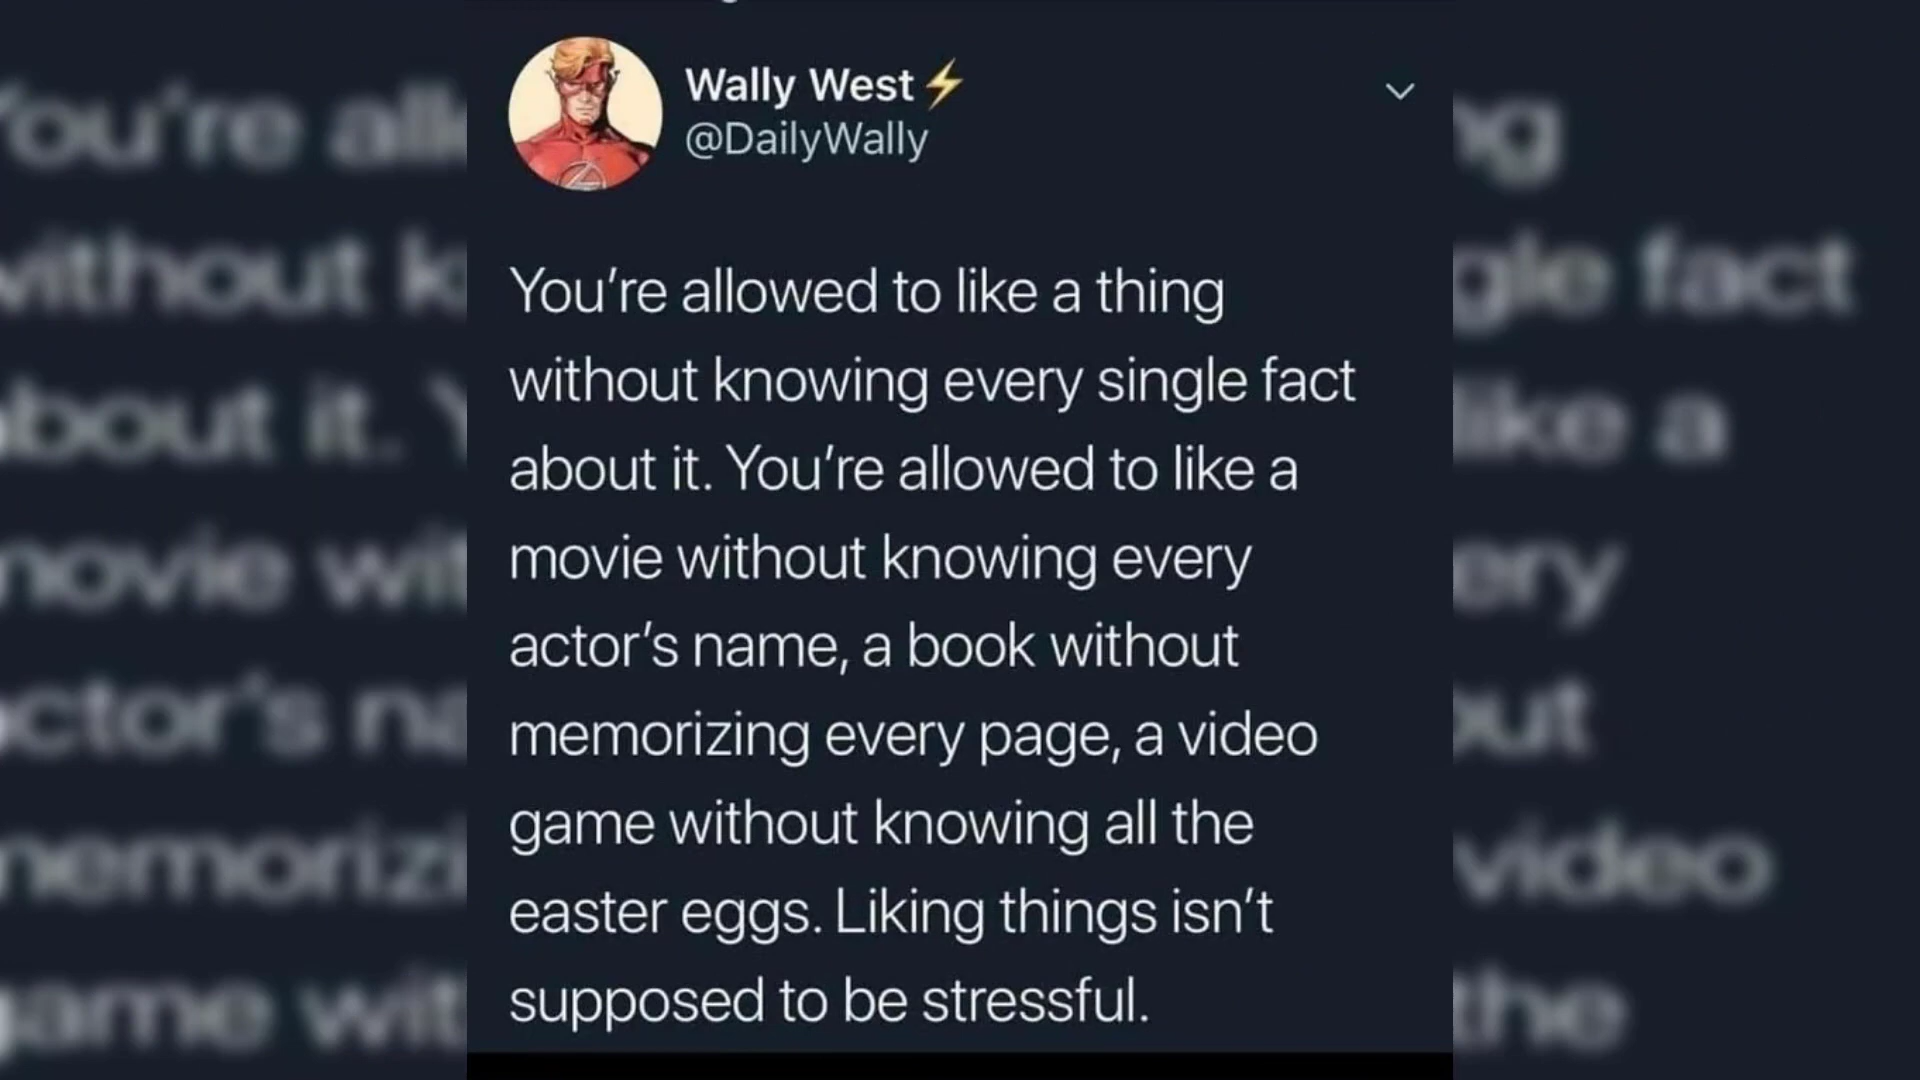 Wally West⚡
@DailyWally
You're allowed to like a thing
without knowing every single fact
about it. You're allowed to like a
movie without knowing every
actor's name, a book without
memorizing every page, a video
game without knowing all the
easter eggs. Liking things isn't
supposed to be stressful.